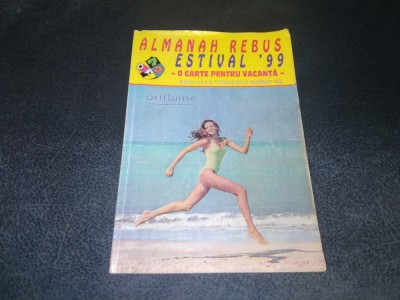 ALMANAH REBUS
ESTIVAL '99
- O CARTE PENTRU VACANȚĂ -
oriflame